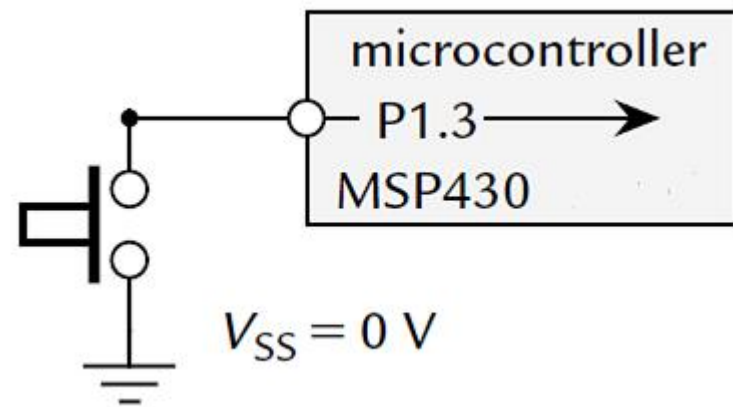 microcontroller
P1.3
MSP430
VSS = 0 V